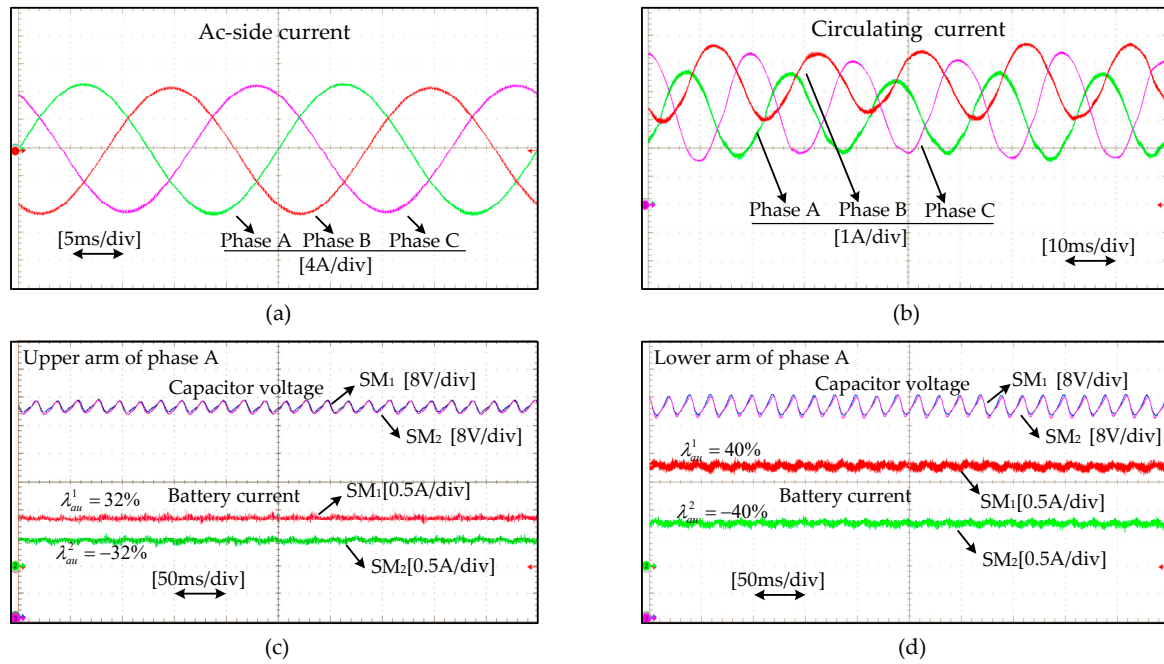 Ac-side current
[5ms/div]
Phase A Phase B Phase C
[4A/div]
(a)
Circulating current
Phase A Phase B Phase C
[1A/div]
[10ms/div]
(b)
Upper arm of phase A
Capacitor voltage
SM1 [8V/div]
SM2 [8V/div]
λ¹au = 32%
Battery current
SM1[0.5A/div]
λ²au = −32%
SM2[0.5A/div]
[50ms/div]
(c)
Lower arm of phase A
Capacitor voltage
SM1 [8V/div]
SM2 [8V/div]
λ¹au = 40%
SM1[0.5A/div]
Battery current
λ²au = −40%
SM2[0.5A/div]
[50ms/div]
(d)